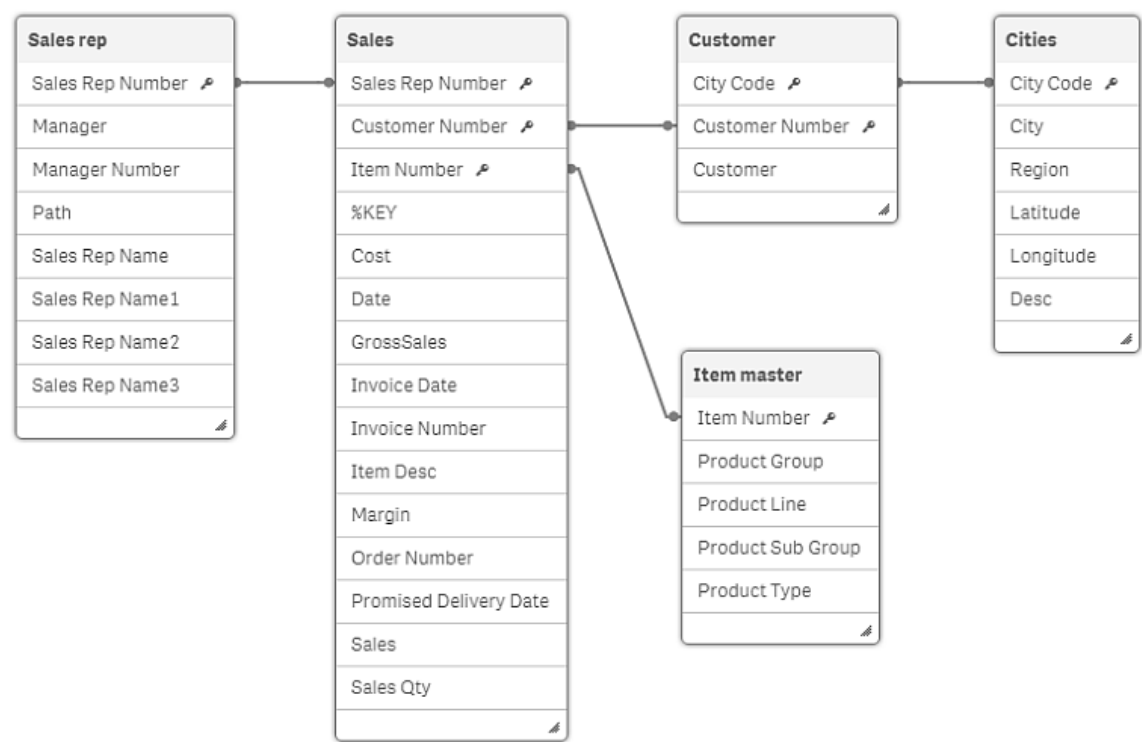 Sales rep
Sales Rep Number
Manager
Manager Number
Path
Sales Rep Name
Sales Rep Name1
Sales Rep Name2
Sales Rep Name3
Sales
Sales Rep Number
Customer Number
Item Number
%KEY
Cost
Date
GrossSales
Invoice Date
Invoice Number
Item Desc
Margin
Order Number
Promised Delivery Date
Sales
Sales Qty
Customer
City Code
Customer Number
Customer
Item master
Item Number
Product Group
Product Line
Product Sub Group
Product Type
Cities
City Code
City
Region
Latitude
Longitude
Desc